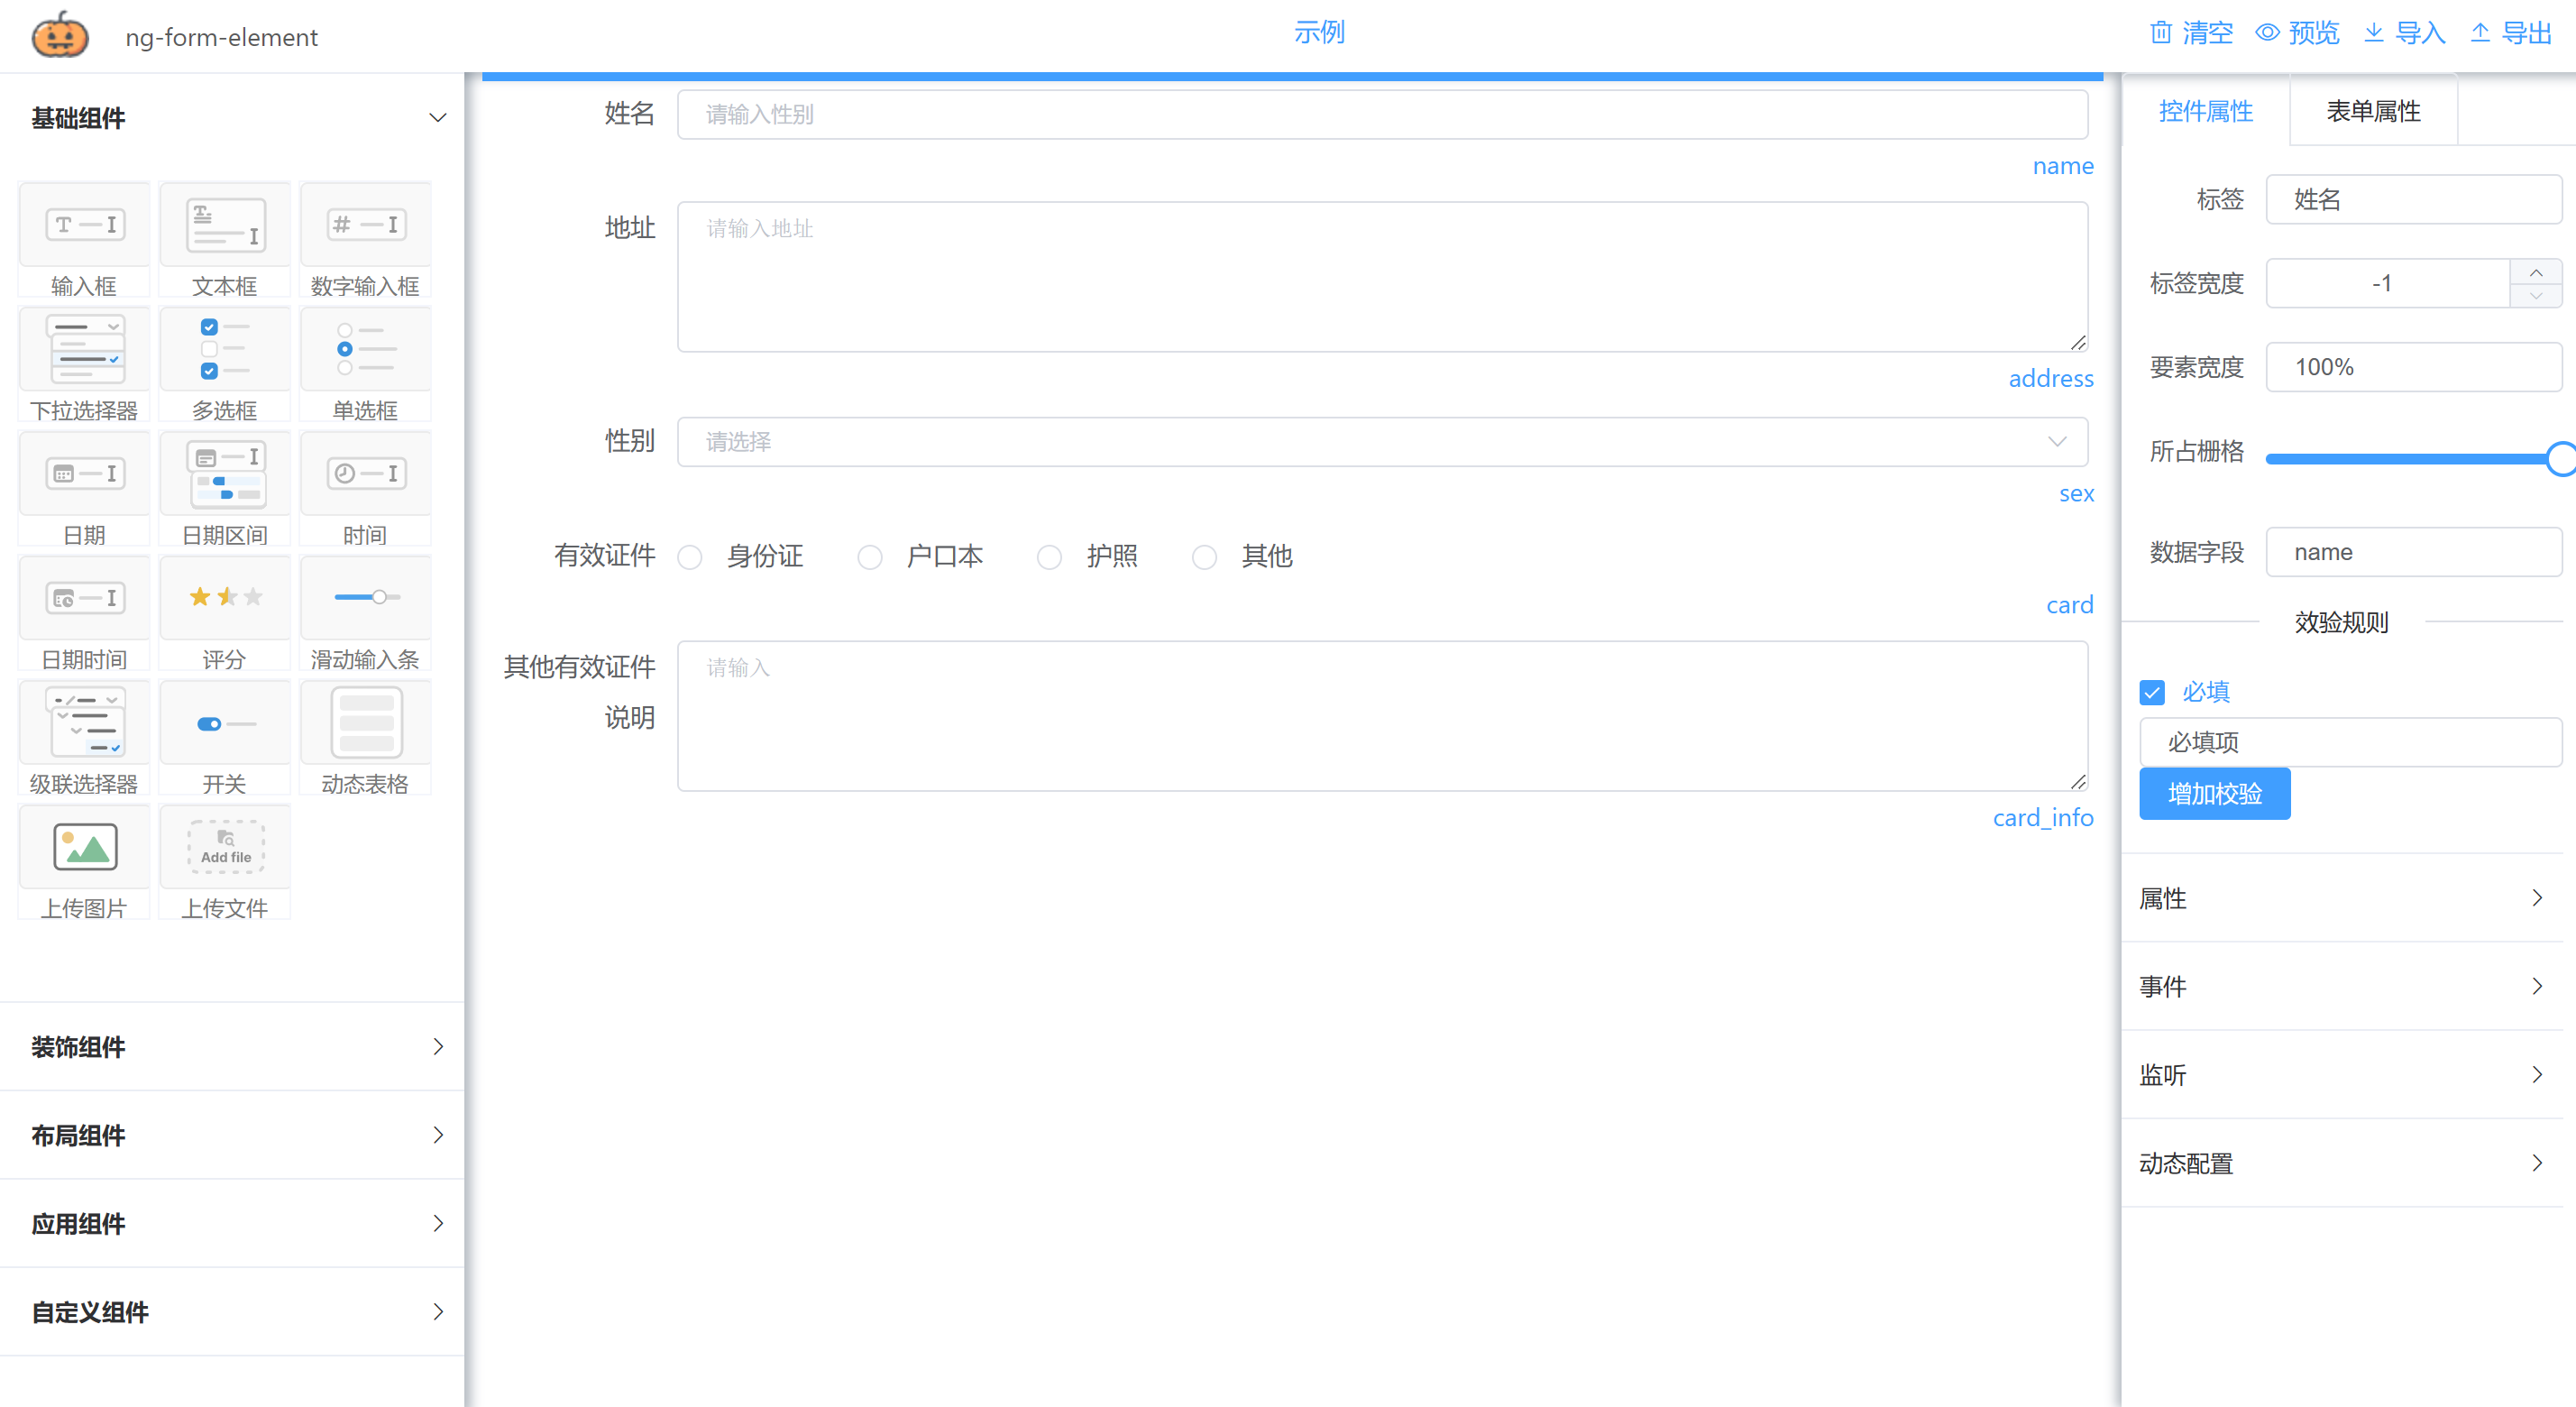 ng-form-element
示例
清空
预览
导入
导出
基础组件
输入框
文本框
数字输入框
下拉选择器
多选框
单选框
日期
日期区间
时间
日期时间
评分
滑动输入条
级联选择器
开关
动态表格
Add file
上传图片
上传文件
装饰组件
布局组件
应用组件
自定义组件
姓名
请输入性别
name
地址
请输入地址
address
性别
请选择
sex
有效证件
身份证
户口本
护照
其他
card
其他有效证件
说明
请输入
card_info
控件属性
表单属性
标签
姓名
标签宽度
-1
要素宽度
100%
所占栅格
数据字段
name
效验规则
必填
必填项
增加校验
属性
事件
监听
动态配置